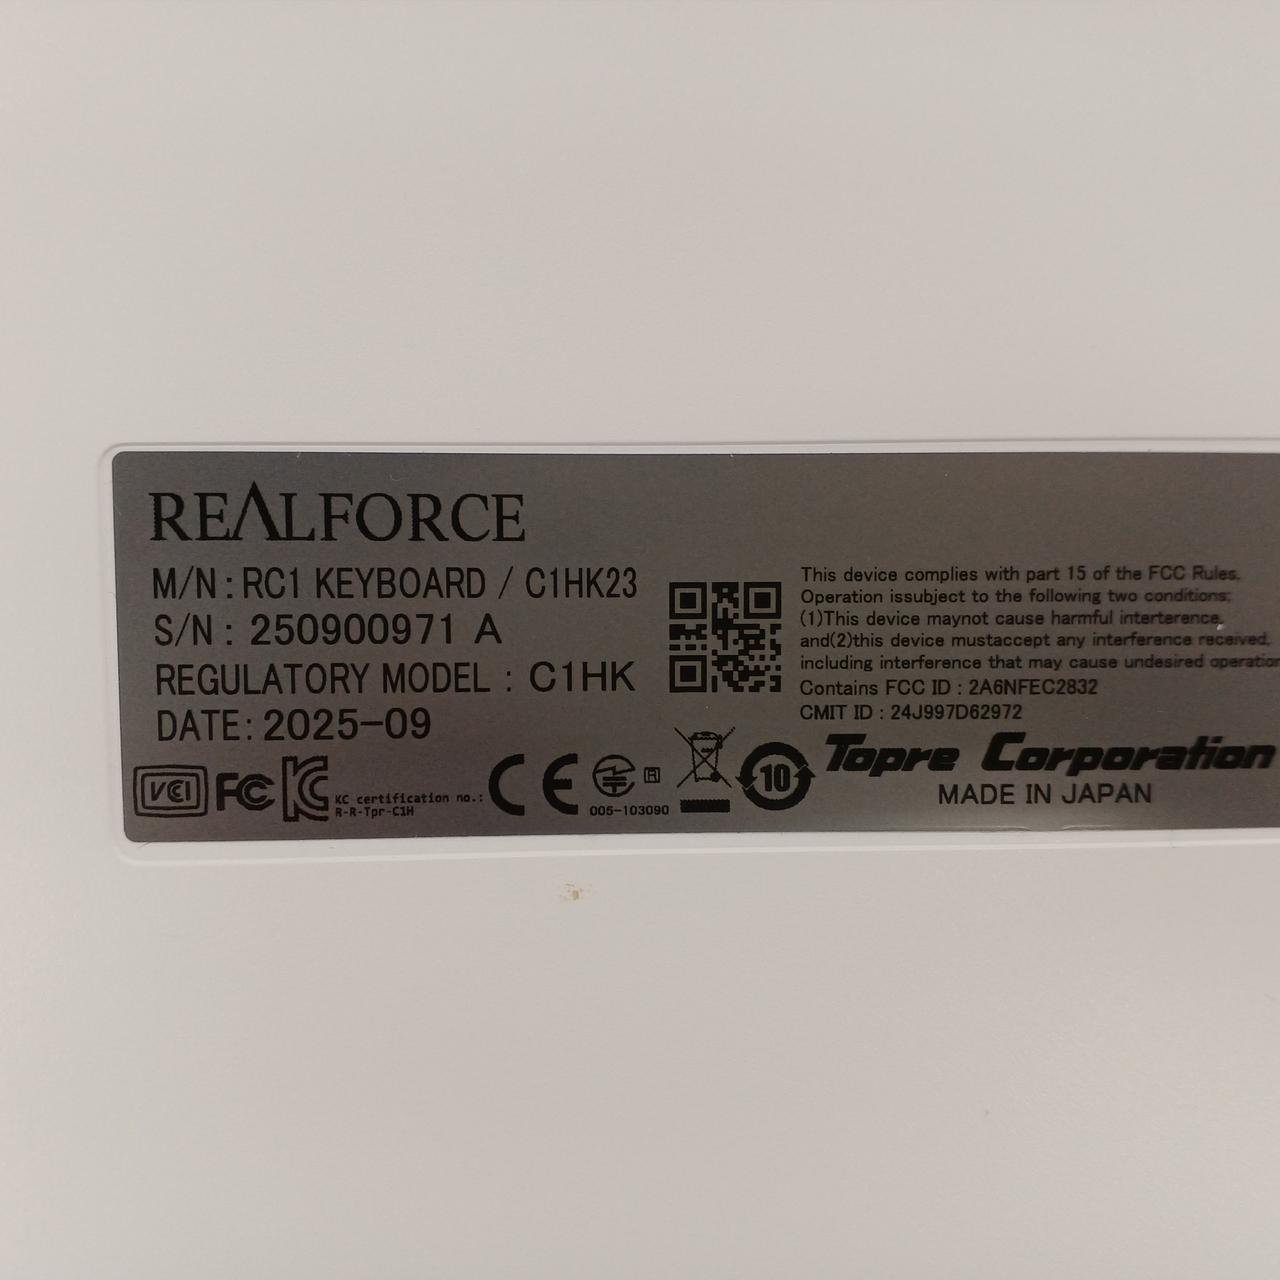 REALFORCE
M/N : RC1 KEYBOARD / C1HK23
S/N : 250900971 A
REGULATORY MODEL : C1HK
DATE: 2025-09
VCI FC KC KC certification no.:
R-R-Tpr-C1H
CE
R
005-103090
10
This device complies with part 15 of the FCC Rules.
Operation issubject to the following two conditions:
(1)This device maynot cause harmful interterence,
and(2)this device mustaccept any interference received,
including interference that may cause undesired operation
Contains FCC ID : 2A6NFEC2832
CMIT ID : 24J997D62972
Topre Corporation
MADE IN JAPAN